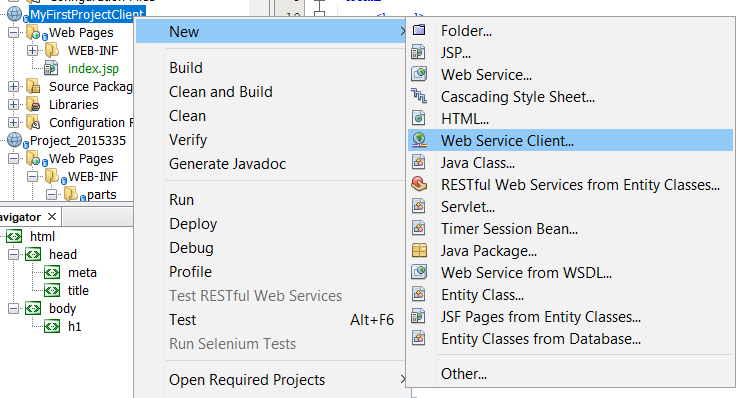 Configuration Files
MyFirstProjectClient
Web Pages
WEB-INF
index.jsp
Source Packag
Libraries
Configuration F
Project_2015335
Web Pages
WEB-INF
parts
avigator
html
head
meta
title
body
h1
New
Build
Clean and Build
Clean
Verify
Generate Javadoc
Run
Deploy
Debug
Profile
Test RESTful Web Services
Test Alt+F6
Run Selenium Tests
Open Required Projects
10
Folder...
JSP...
Web Service...
Cascading Style Sheet...
HTML...
Web Service Client...
Java Class...
RESTful Web Services from Entity Classes...
Servlet...
Timer Session Bean...
Java Package...
Web Service from WSDL...
Entity Class...
JSF Pages from Entity Classes...
Entity Classes from Database...
Other...